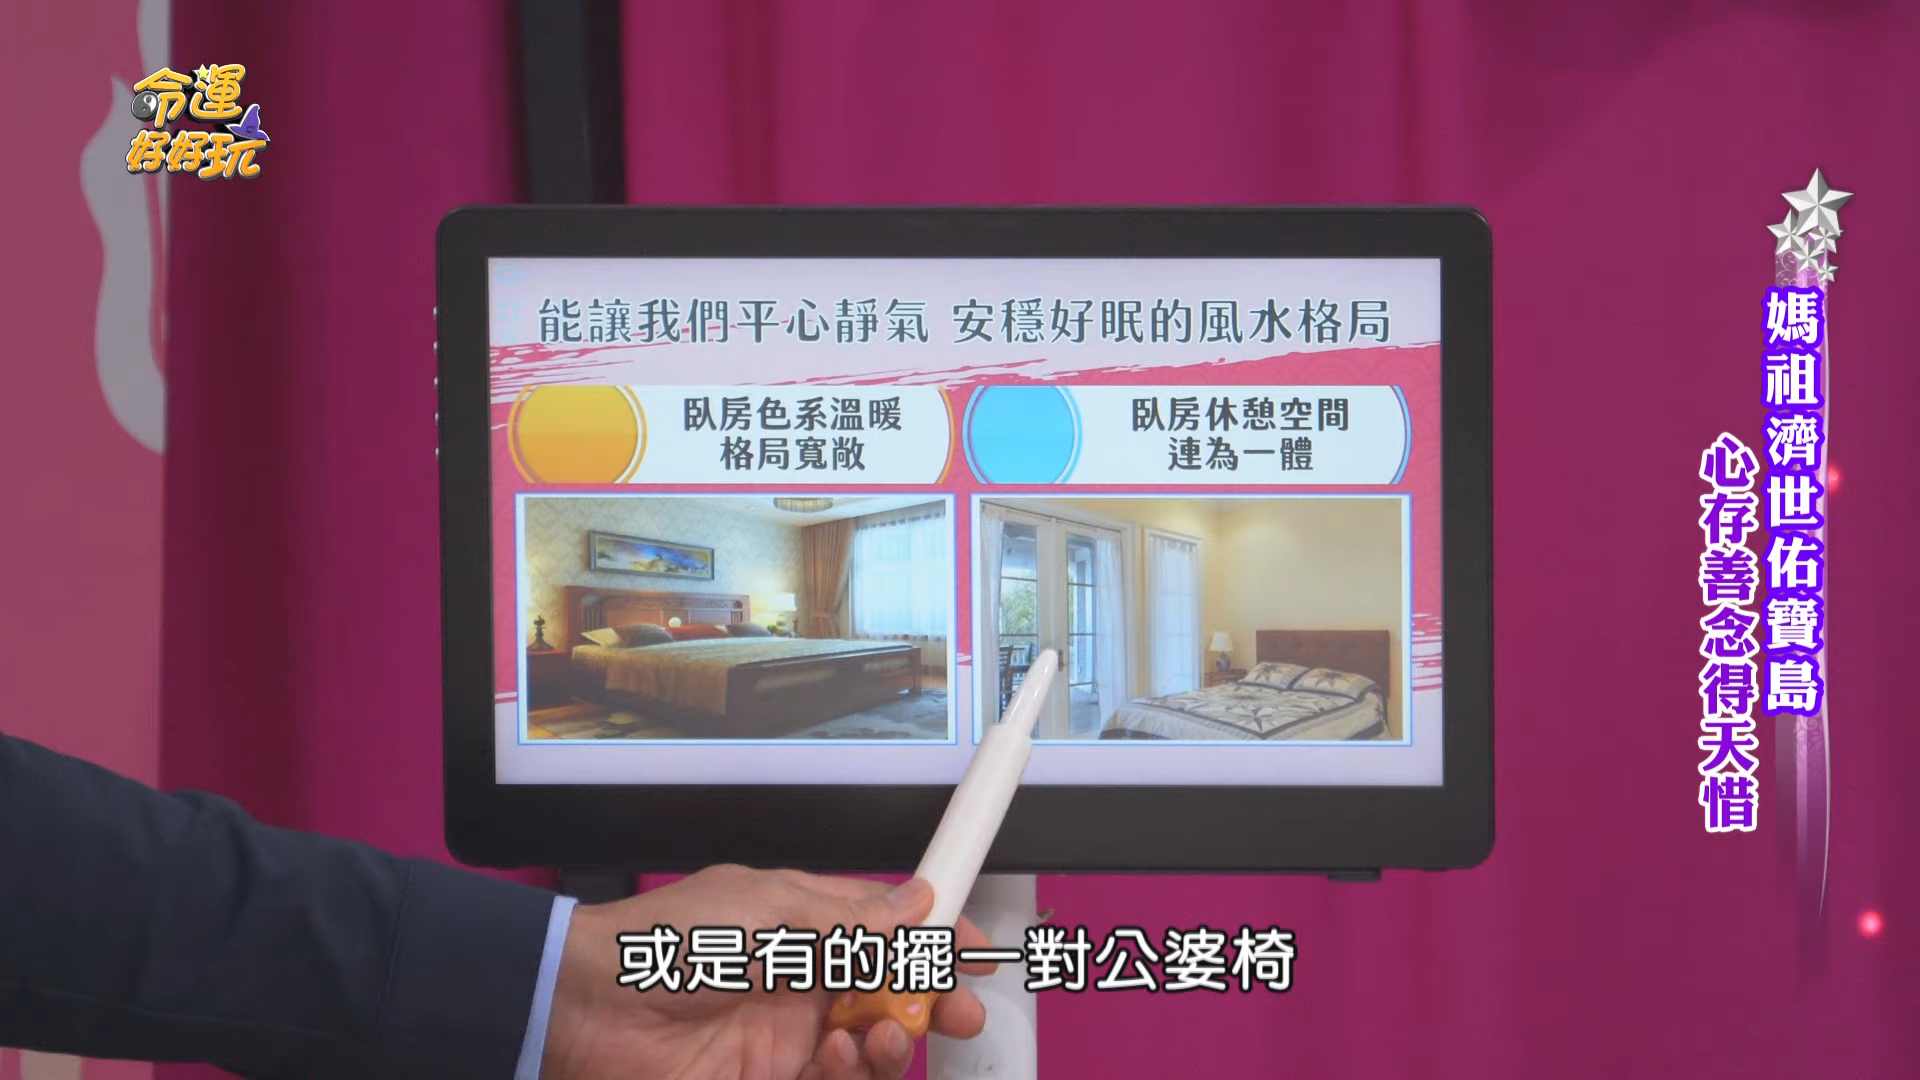 命運
好好玩
能讓我們平心靜氣 安穩好眠的風水格局
臥房色系溫暖
格局寬敞
臥房休憩空間
連為一體
媽祖濟世佑寶島
心存善念得天惜
或是有的擺一對公婆椅